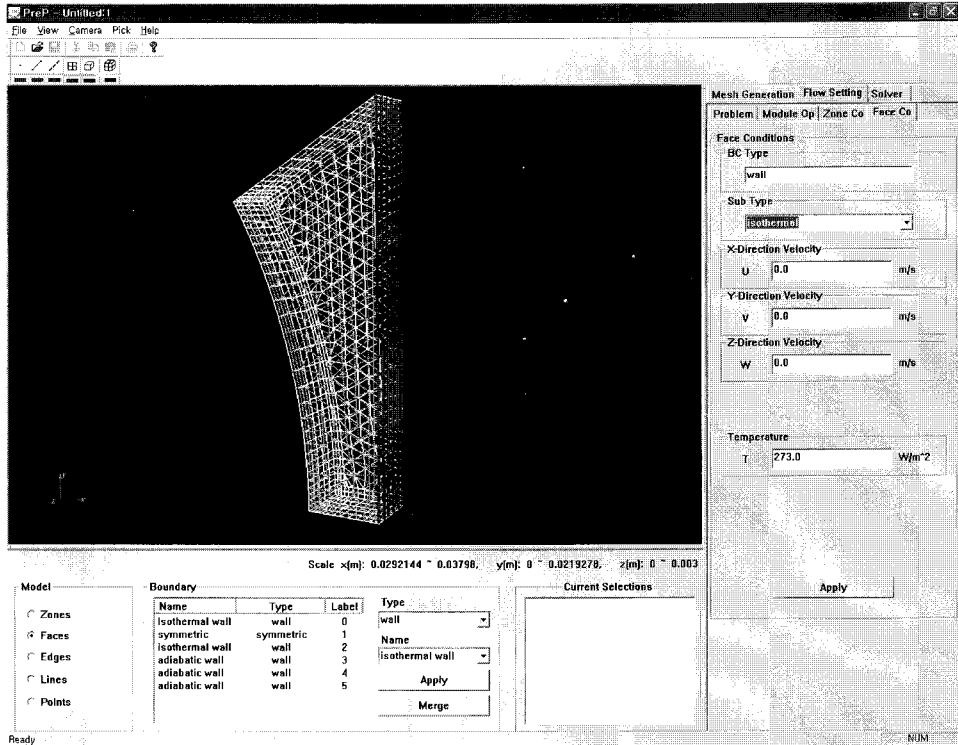 PreP - Untitled:1
File View Camera Pick Help
Mesh Generation Flow Setting Solver
Problem Module Op Zone Co Face Co
Face Conditions
BC Type
wall
Sub Type
isothermal
X-Direction Velocity
U 0.0 m/s
Y-Direction Velocity
V 0.0 m/s
Z-Direction Velocity
W 0.0 m/s
Temperature
T 273.0 W/m^2
Apply
y
z x
Scale x[m]: 0.0292144 ~ 0.03798, y[m]: 0 ~ 0.0219278, z[m]: 0 ~ 0.003
Model
Zones
Faces
Edges
Lines
Points
Boundary
Name Type Label
Isothermal wall wall 0
symmetric symmetric 1
isothermal wall wall 2
adiabatic wall wall 3
adiabatic wall wall 4
adiabatic wall wall 5
Type
wall
Name
isothermal wall
Apply
Merge
Current Selections
Ready NUM